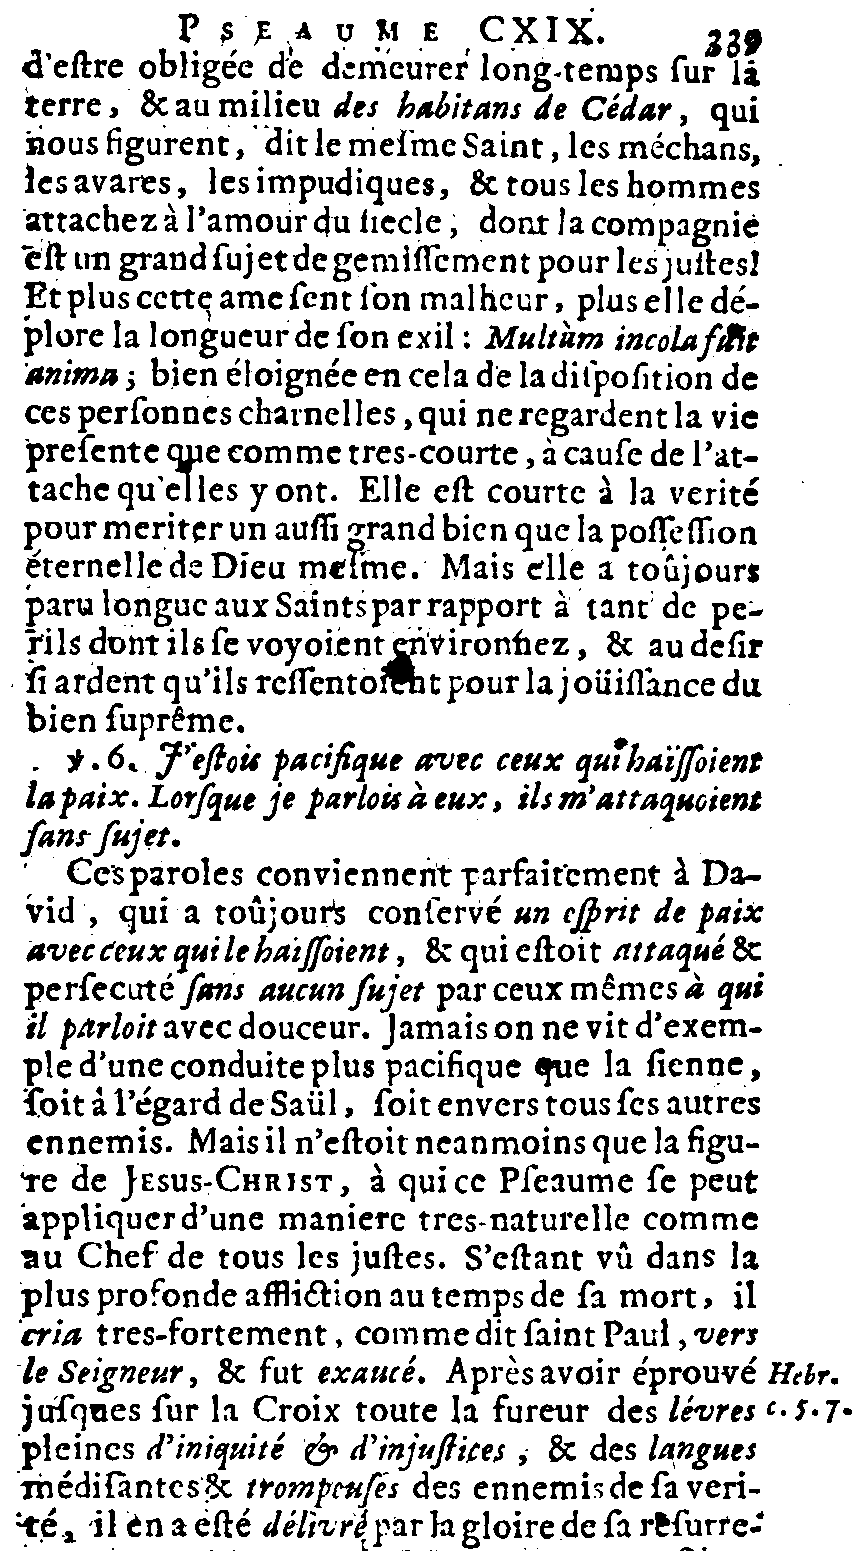 PSEAUME CXIX. 239
d'eſtre obligée de demeurer long-temps ſur la
terre, & au milieu des habitans de Cédar, qui
nous figurent, dit le meſme Saint, les méchans,
les avares, les impudiques, & tous les hommes
attachez à l'amour du ſiecle, dont la compagnie
eſt un grand ſujet de gemiſſement pour les juſtes!
Et plus cette ame ſent ſon malheur, plus elle dé-
plore la longueur de ſon exil : Multùm incola fuit
anima; bien éloignée en cela de la diſpoſition de
ces perſonnes charnelles, qui ne regardent la vie
preſente que comme tres-courte, à cauſe de l'at-
tache qu'elles y ont. Elle eſt courte à la verité
pour meriter un auſſi grand bien que la poſſeſſion
éternelle de Dieu meſme. Mais elle a toûjours
paru longue aux Saints par rapport à tant de pe-
rils dont ils ſe voyoient environnez, & au deſir
ſi ardent qu'ils reſſentoient pour la joüiſſance du
bien ſuprême.
℣. 6. J'eſtois pacifique avec ceux qui haïſſoient
la paix. Lorſque je parlois à eux, ils m'attaquoient
ſans ſujet.
Ces paroles conviennent parfaitement à Da-
vid, qui a toûjours conſervé un eſprit de paix
avec ceux qui le haïſſoient, & qui eſtoit attaqué &
perſecuté ſans aucun ſujet par ceux mêmes à qui
il parloit avec douceur. Jamais on ne vit d'exem-
ple d'une conduite plus pacifique que la ſienne,
ſoit à l'égard de Saül, ſoit envers tous ſes autres
ennemis. Mais il n'eſtoit neanmoins que la figu-
re de JESUS-CHRIST, à qui ce Pſeaume ſe peut
appliquer d'une maniere tres-naturelle comme
au Chef de tous les juſtes. S'eſtant vû dans la
plus profonde affliction au temps de ſa mort, il
cria tres-fortement, comme dit ſaint Paul, vers
le Seigneur, & fut exaucé. Après avoir éprouvé Hebr.
juſques ſur la Croix toute la fureur des lévres c. 5. 7.
pleines d'iniquité & d'injuſtices, & des langues
médiſantes & trompeuſes des ennemis de ſa veri-
té, il en a eſté délivré par la gloire de ſa reſurre-